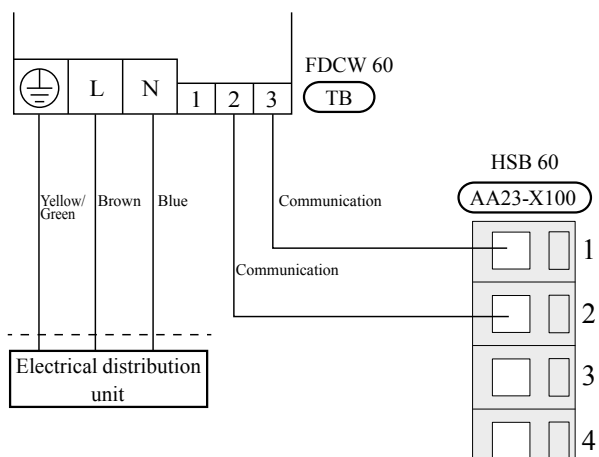 FDCW 60
TB
L
N
1
2
3
HSB 60
AA23-X100
Yellow/
Green
Brown
Blue
Communication
Communication
1
2
3
4
Electrical distribution
unit